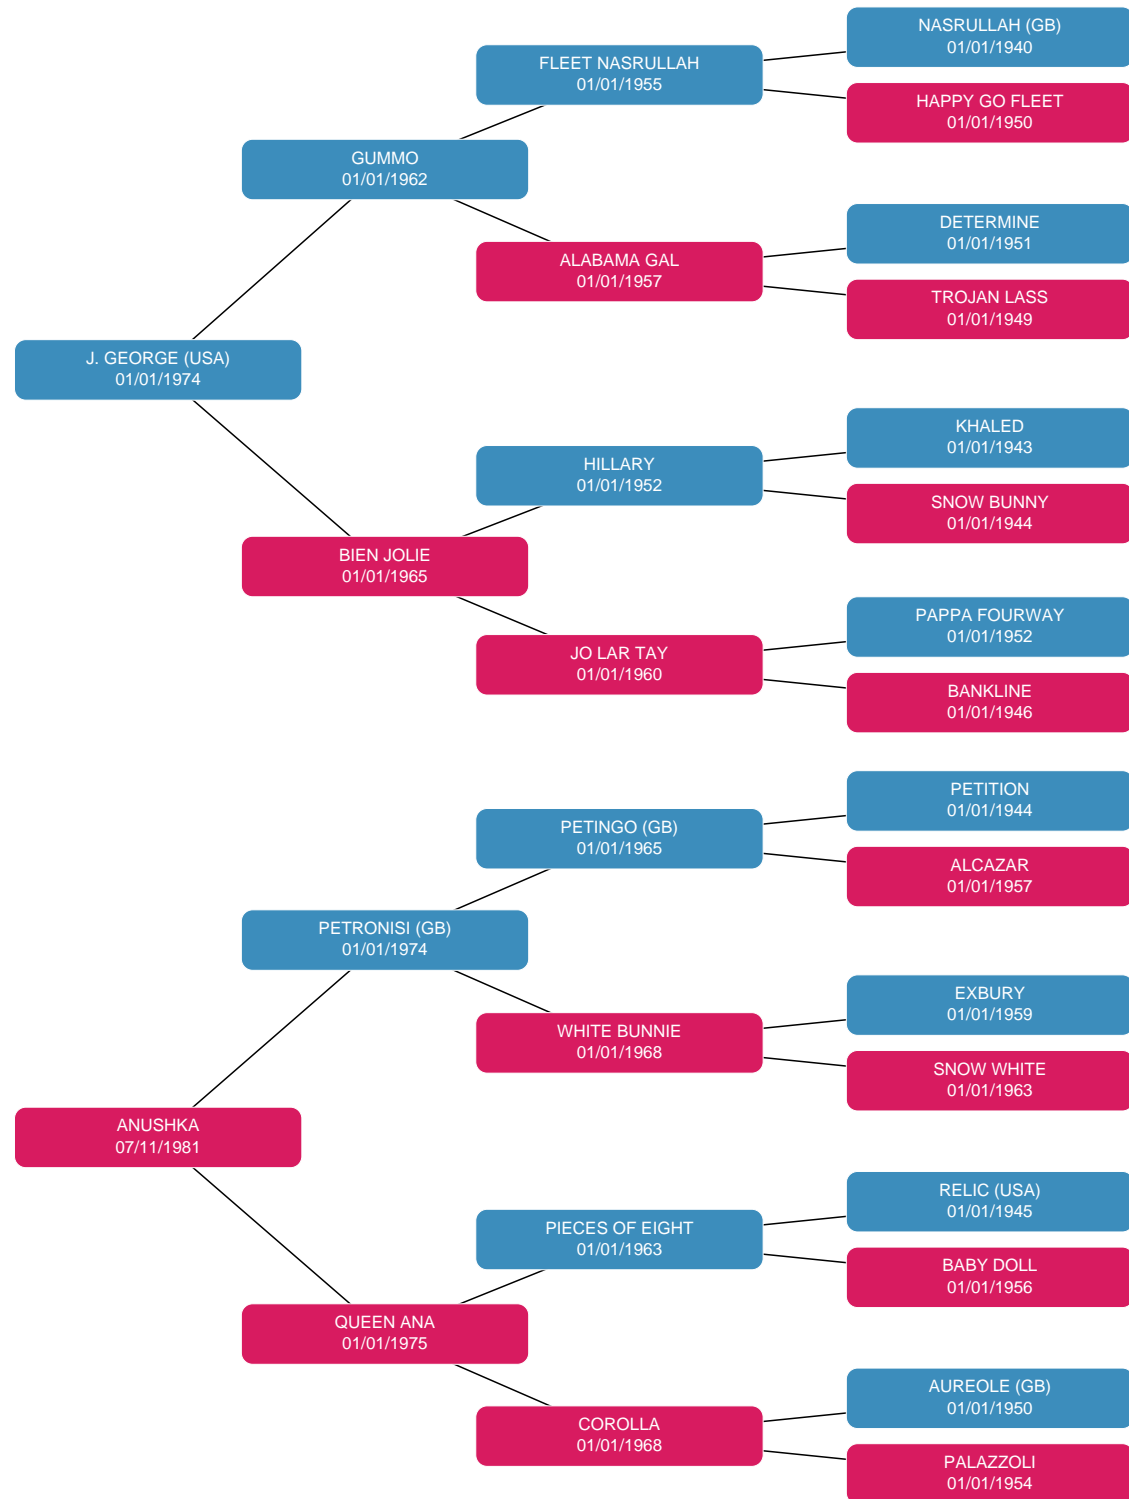 NASRULLAH (GB)
01/01/1940
FLEET NASRULLAH
01/01/1955
HAPPY GO FLEET
01/01/1950
GUMMO
01/01/1962
DETERMINE
01/01/1951
ALABAMA GAL
01/01/1957
TROJAN LASS
01/01/1949
J. GEORGE (USA)
01/01/1974
KHALED
01/01/1943
HILLARY
01/01/1952
SNOW BUNNY
01/01/1944
BIEN JOLIE
01/01/1965
PAPPA FOURWAY
01/01/1952
JO LAR TAY
01/01/1960
BANKLINE
01/01/1946
PETITION
01/01/1944
PETINGO (GB)
01/01/1965
ALCAZAR
01/01/1957
PETRONISI (GB)
01/01/1974
EXBURY
01/01/1959
WHITE BUNNIE
01/01/1968
SNOW WHITE
01/01/1963
ANUSHKA
07/11/1981
RELIC (USA)
01/01/1945
PIECES OF EIGHT
01/01/1963
BABY DOLL
01/01/1956
QUEEN ANA
01/01/1975
AUREOLE (GB)
01/01/1950
COROLLA
01/01/1968
PALAZZOLI
01/01/1954